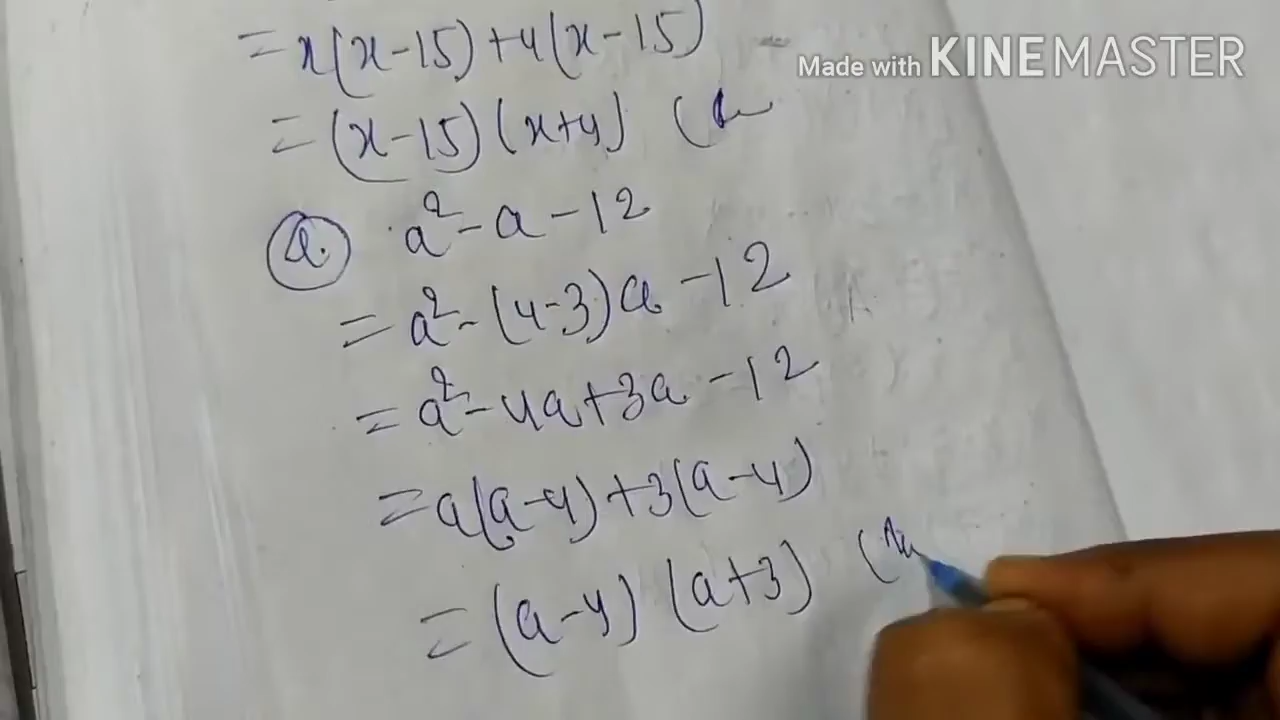 = x(x-15)+4(x-15)
Made with KINEMASTER
= (x-15)(x+4)
a² - a - 12
= a² - (4-3)a - 12
= a² - 4a + 3a - 12
= a(a-4)+3(a-4)
= (a-4)(a+3)